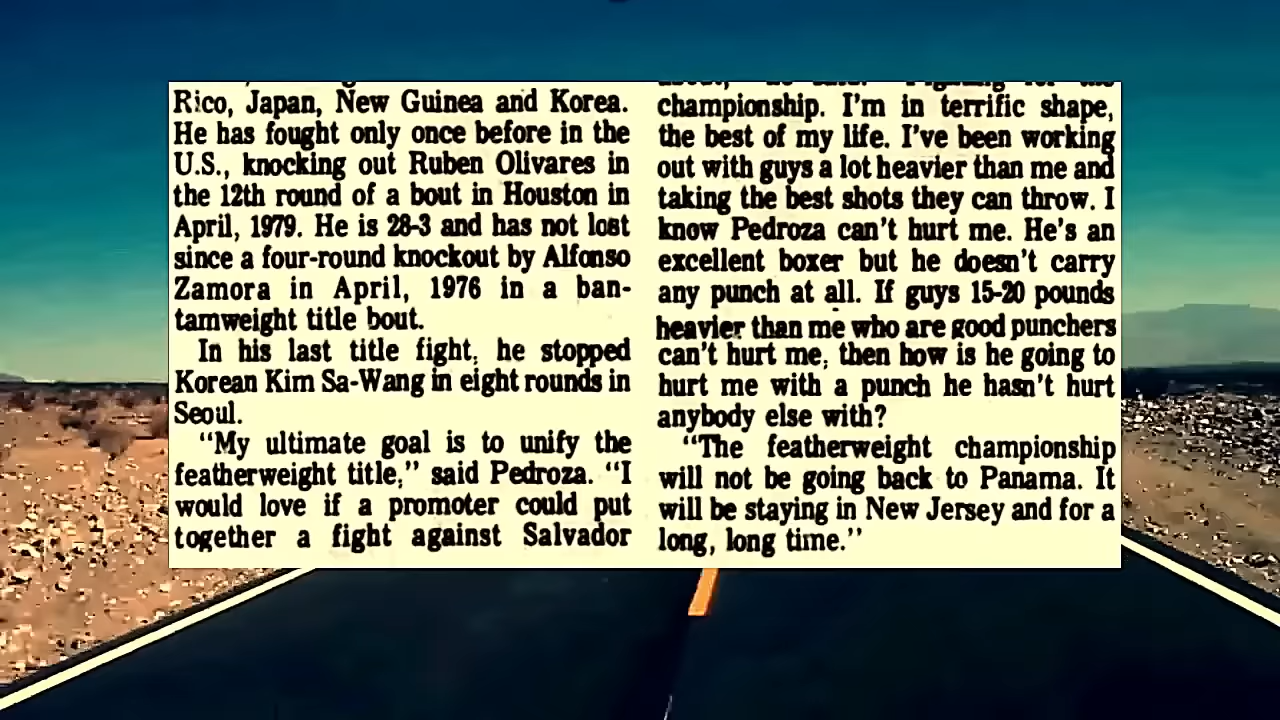 Rico, Japan, New Guinea and Korea.
He has fought only once before in the
U.S., knocking out Ruben Olivares in
the 12th round of a bout in Houston in
April, 1979. He is 28-3 and has not lost
since a four-round knockout by Alfonso
Zamora in April, 1976 in a ban-
tamweight title bout.
In his last title fight, he stopped
Korean Kim Sa-Wang in eight rounds in
Seoul.
“My ultimate goal is to unify the
featherweight title,” said Pedroza. “I
would love if a promoter could put
together a fight against Salvador
championship. I'm in terrific shape,
the best of my life. I've been working
out with guys a lot heavier than me and
taking the best shots they can throw. I
know Pedroza can't hurt me. He's an
excellent boxer but he doesn't carry
any punch at all. If guys 15-20 pounds
heavier than me who are good punchers
can't hurt me, then how is he going to
hurt me with a punch he hasn't hurt
anybody else with?
“The featherweight championship
will not be going back to Panama. It
will be staying in New Jersey and for a
long, long time.”